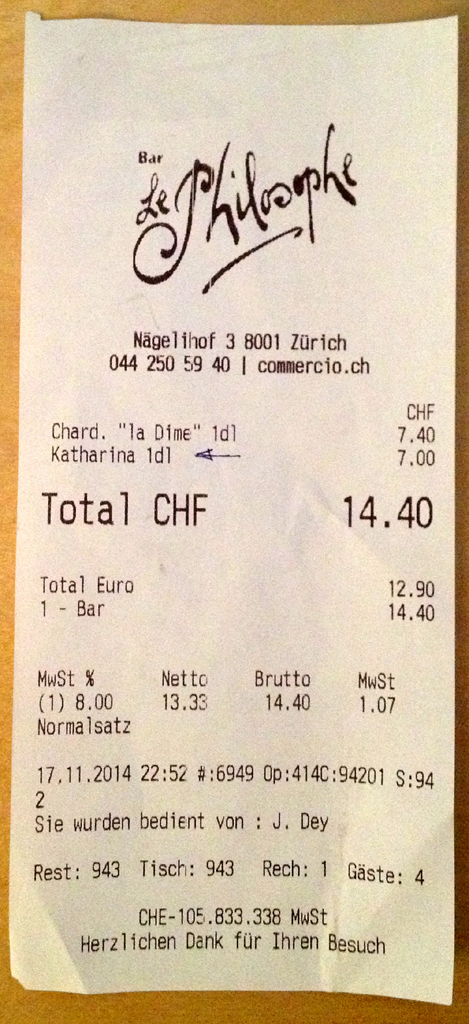 Bar
Le Philosophe
Nägelihof 3 8001 Zürich
044 250 59 40 | commercio.ch
CHF
Chard. "la Dime" 1dl 7.40
Katharina 1dl 7.00
Total CHF 14.40
Total Euro 12.90
1 - Bar 14.40
MwSt % Netto Brutto MwSt
(1) 8.00 13.33 14.40 1.07
Normalsatz
17.11.2014 22:52 #:6949 Op:414C:94201 S:94
2
Sie wurden bedient von : J. Dey
Rest: 943 Tisch: 943 Rech: 1 Gäste: 4
CHE-105.833.338 MwSt
Herzlichen Dank für Ihren Besuch